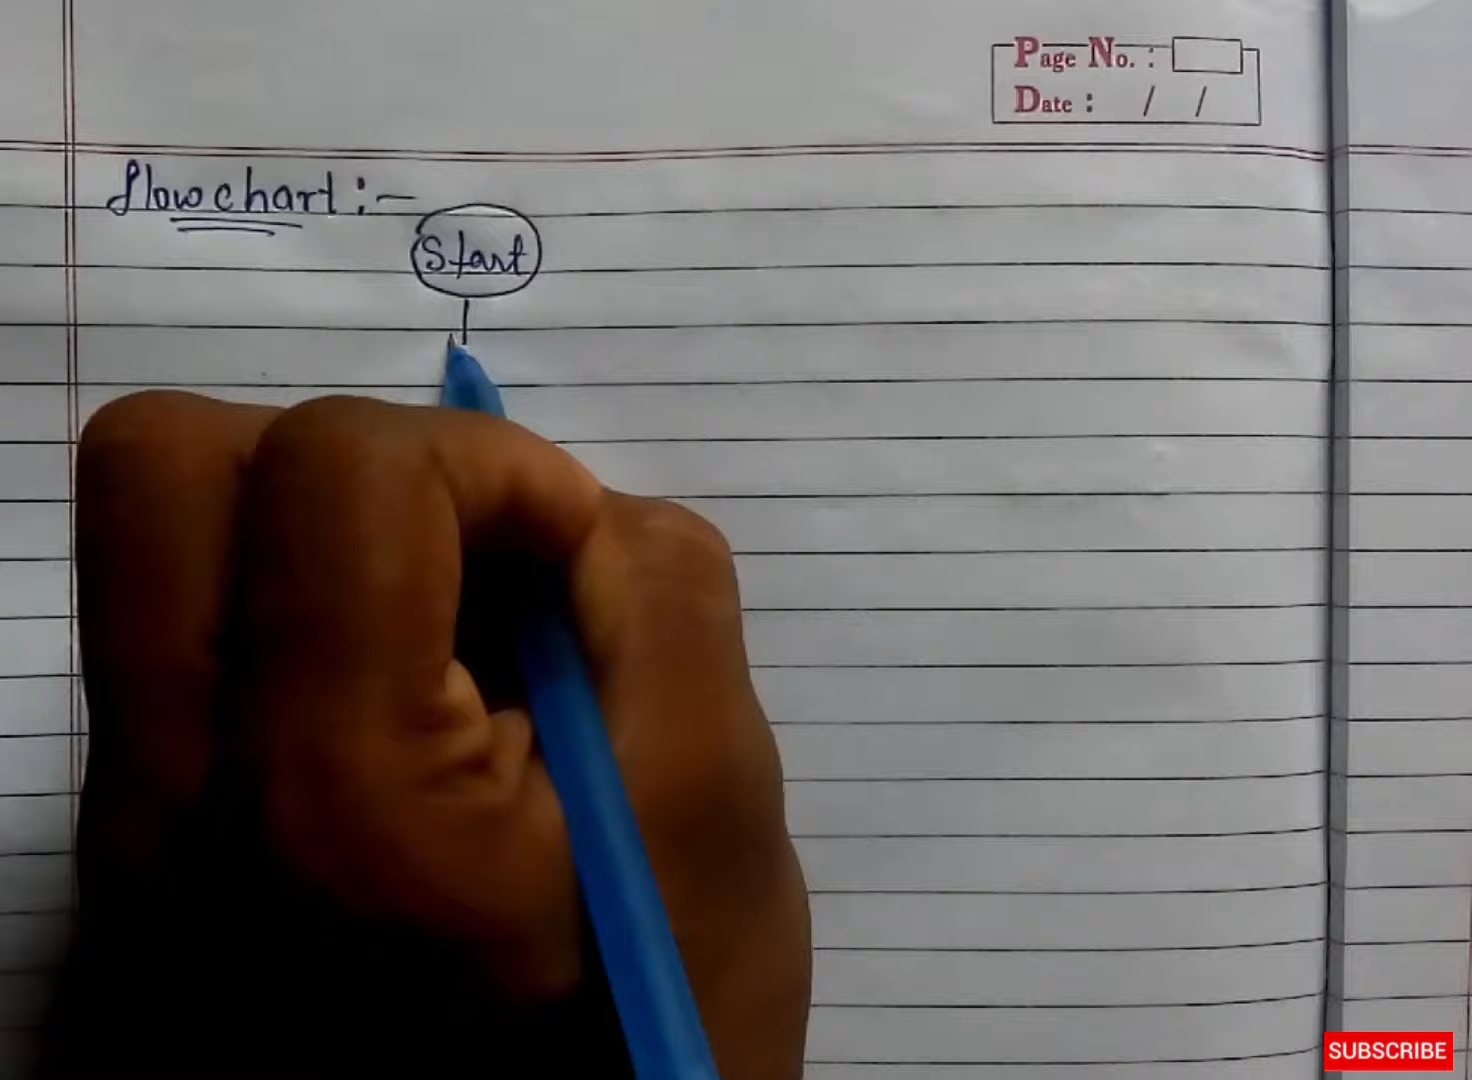 Page No. :
Date : / /
flowchart :-
Start
SUBSCRIBE